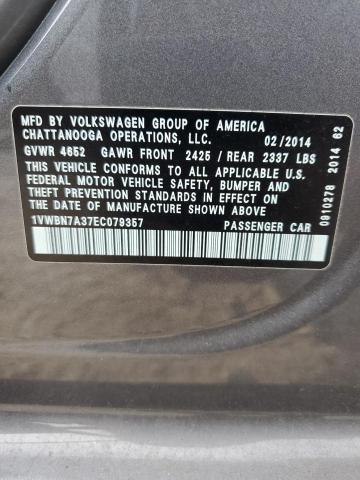 MFD BY VOLKSWAGEN GROUP OF AMERICA
CHATTANOOGA OPERATIONS, LLC. 02/2014
GVWR 4652 GAWR FRONT 2425 / REAR 2337 LBS
THIS VEHICLE CONFORMS TO ALL APPLICABLE U.S.
FEDERAL MOTOR VEHICLE SAFETY, BUMPER AND
THEFT PREVENTION STANDARDS IN EFFECT ON THE
DATE OF MANUFACTURE SHOWN ABOVE
1VWBN7A37EC079357 PASSENGER CAR
0910278 2014 62